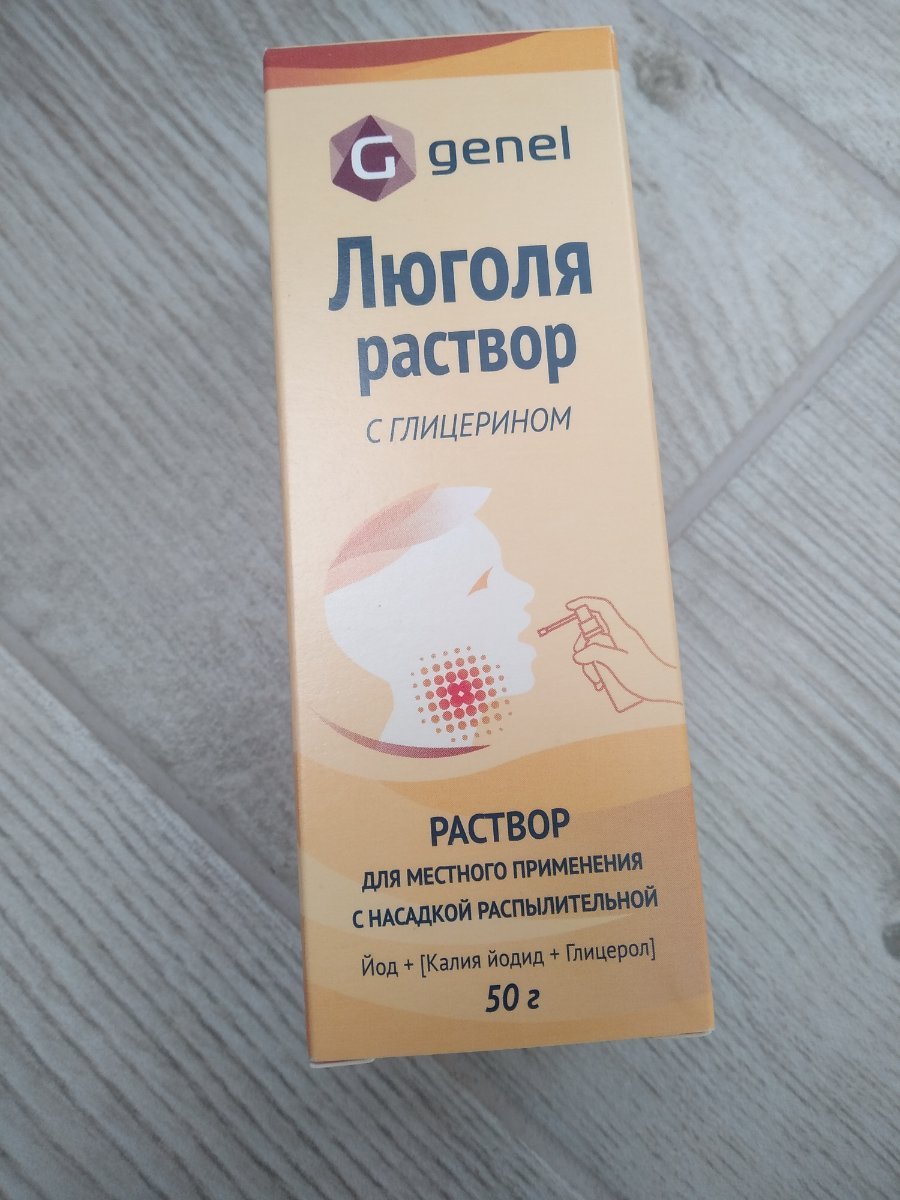 G genel
Люголя
раствор
С ГЛИЦЕРИНОМ
РАСТВОР
ДЛЯ МЕСТНОГО ПРИМЕНЕНИЯ
С НАСАДКОЙ РАСПЫЛИТЕЛЬНОЙ
Йод + [Калия йодид + Глицерол]
50 г